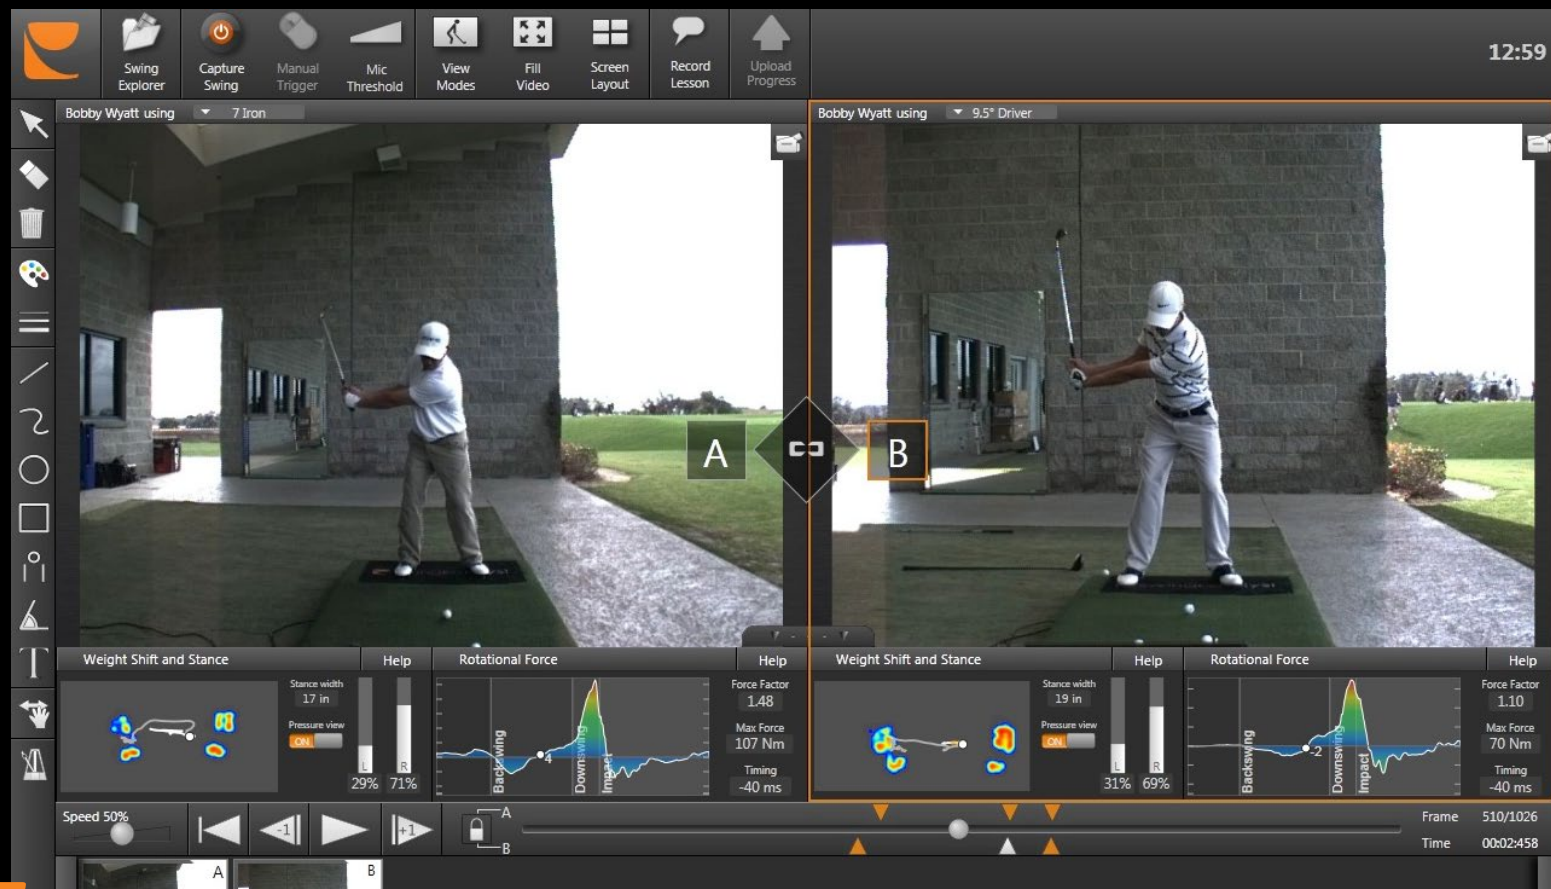 12:59
Swing
Explorer
Capture
Swing
Manual
Trigger
Mic
Threshold
View
Modes
Fill
Video
Screen
Layout
Record
Lesson
Upload
Progress
Bobby Wyatt using 7 Iron
Bobby Wyatt using 9.5° Driver
A
B
Weight Shift and Stance Help
Stance width
17 in
Pressure view
ON
L
29%
R
71%
Rotational Force Help
Backswing
Downswing
Impact
4
Force Factor
1.48
Max Force
107 Nm
Timing
-40 ms
Weight Shift and Stance Help
Stance width
19 in
Pressure view
ON
L
31%
R
69%
Rotational Force Help
Backswing
Downswing
Impact
-2
Force Factor
1.10
Max Force
70 Nm
Timing
-40 ms
Speed 50%
-1
+1
A
B
Frame 510/1026
Time 00:02:458
A
B
T